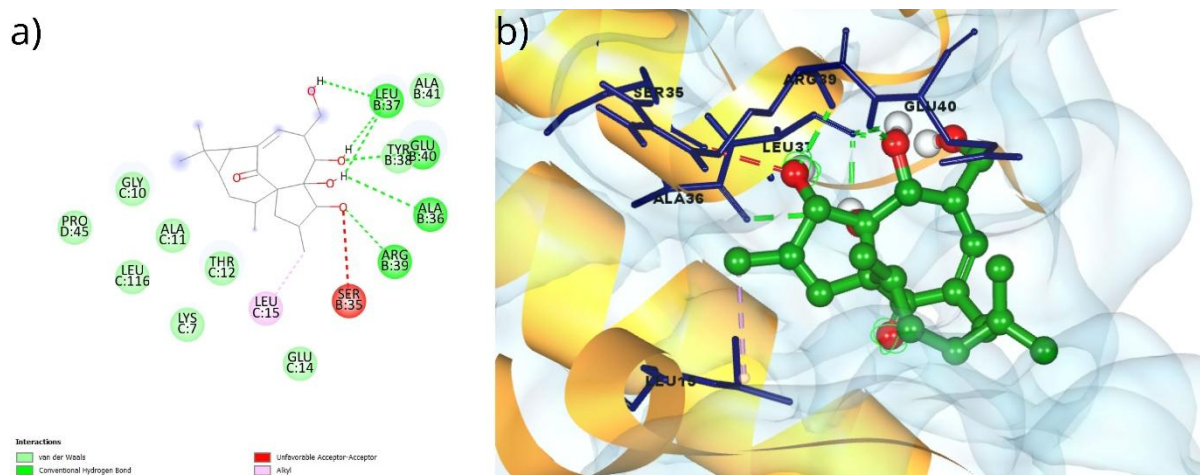 a)
H
O
LEU
B:37
ALA
B:41
H
O
TYR
B:38
GLU
B:40
H
O
O
ALA
B:36
GLY
C:10
PRO
D:45
ALA
C:11
O
ARG
B:39
LEU
C:116
THR
C:12
LEU
C:15
SER
B:35
LYS
C:7
GLU
C:14
Interactions
van der Waals
Conventional Hydrogen Bond
Unfavorable Acceptor-Acceptor
Alkyl
b)
SER35
ARG39
GLU40
LEU37
ALA36
LEU15